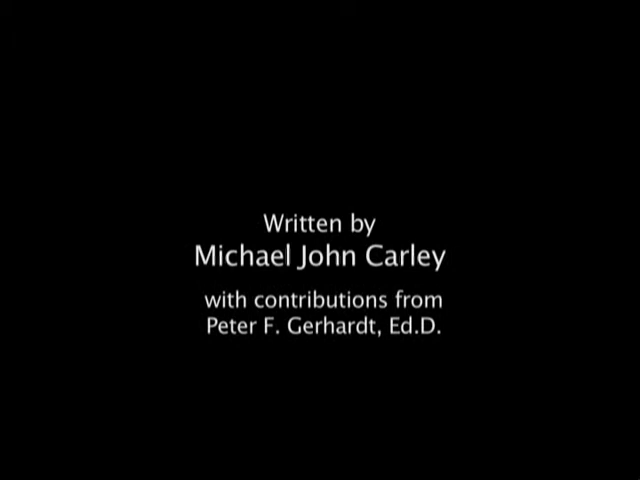 Written by
Michael John Carley
with contributions from
Peter F. Gerhardt, Ed.D.